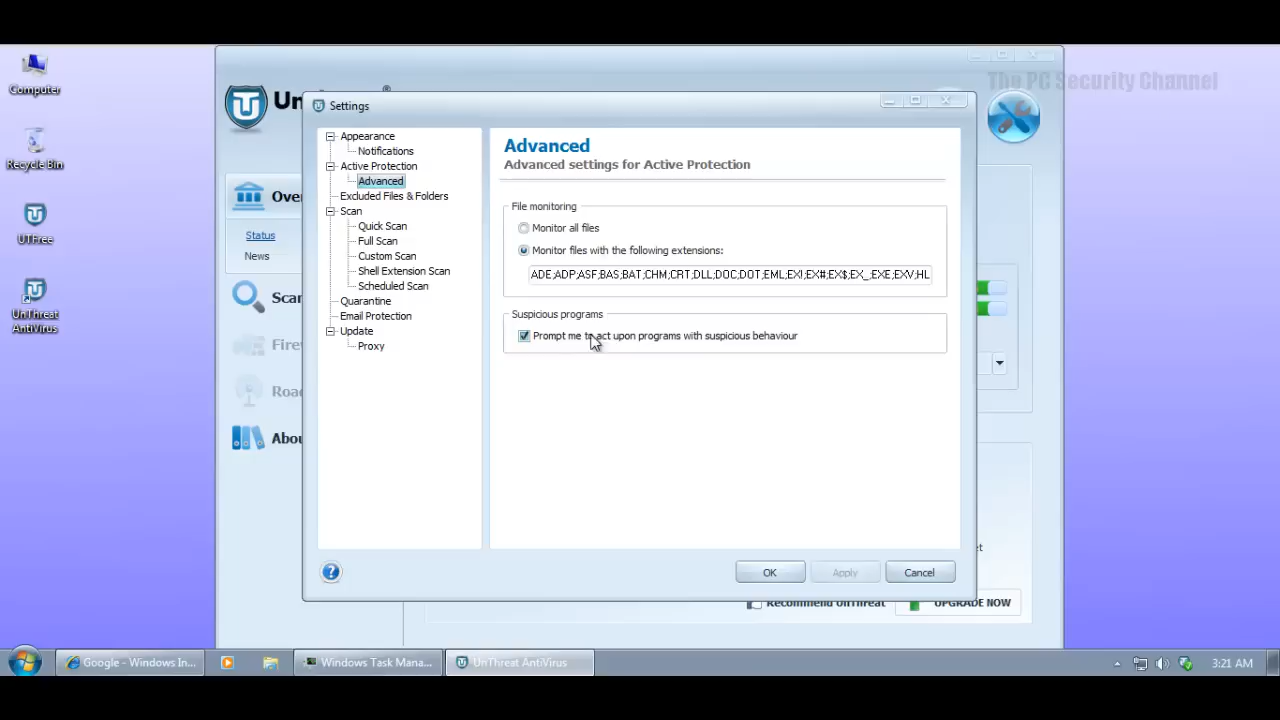 The PC Security Channel
Computer
Recycle Bin
UTFree
UnThreat
AntiVirus
Un
Settings
Appearance
Notifications
Active Protection
Advanced
Excluded Files & Folders
Scan
Quick Scan
Full Scan
Custom Scan
Shell Extension Scan
Scheduled Scan
Quarantine
Email Protection
Update
Proxy
Advanced
Advanced settings for Active Protection
File monitoring
Monitor all files
Monitor files with the following extensions:
ADE;ADP;ASF;BAS;BAT;CHM;CRT;DLL;DOC;DOT;EML;EX!;EX#;EX$;EX_;EXE;EXV;HL
Suspicious programs
Prompt me to act upon programs with suspicious behaviour
OK
Apply
Cancel
Over
Status
News
Scan
Firew
Road
Abou
et
Recommend UnThreat
UPGRADE NOW
Google - Windows In...
Windows Task Mana...
UnThreat AntiVirus
3:21 AM